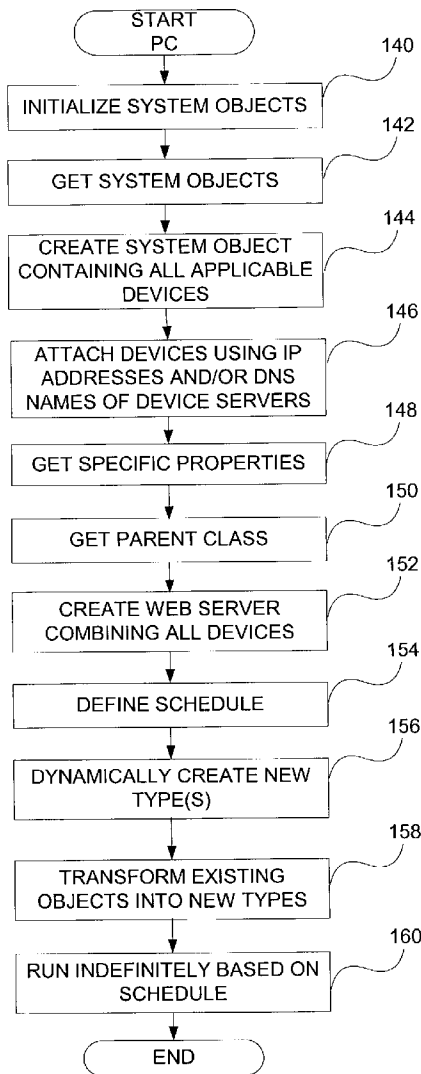 START
PC
140
INITIALIZE SYSTEM OBJECTS
142
GET SYSTEM OBJECTS
144
CREATE SYSTEM OBJECT
CONTAINING ALL APPLICABLE
DEVICES
146
ATTACH DEVICES USING IP
ADDRESSES AND/OR DNS
NAMES OF DEVICE SERVERS
148
GET SPECIFIC PROPERTIES
150
GET PARENT CLASS
152
CREATE WEB SERVER
COMBINING ALL DEVICES
154
DEFINE SCHEDULE
156
DYNAMICALLY CREATE NEW
TYPE(S)
158
TRANSFORM EXISTING
OBJECTS INTO NEW TYPES
160
RUN INDEFINITELY BASED ON
SCHEDULE
END